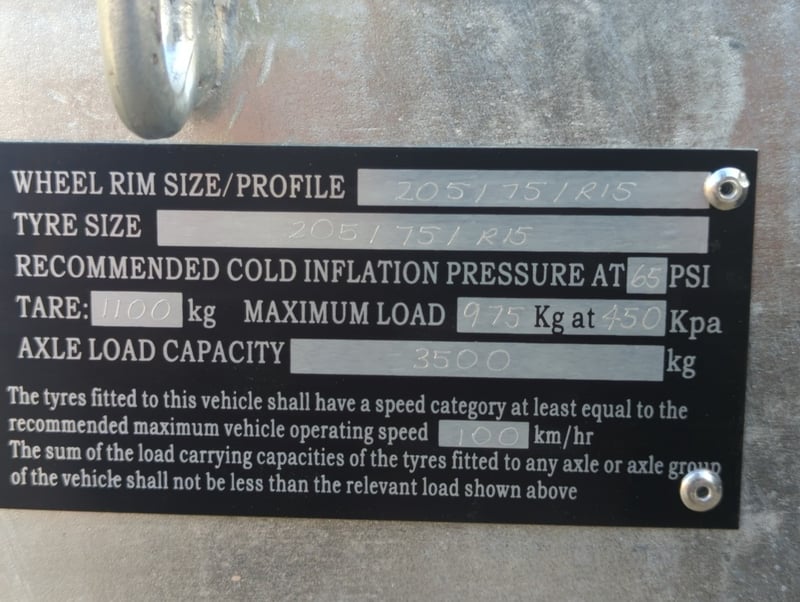 WHEEL RIM SIZE/PROFILE 205/75/R15
TYRE SIZE 205/75/R15
RECOMMENDED COLD INFLATION PRESSURE AT 65 PSI
TARE: 1100 kg MAXIMUM LOAD 975 Kg at 450 Kpa
AXLE LOAD CAPACITY 3500 kg
The tyres fitted to this vehicle shall have a speed category at least equal to the
recommended maximum vehicle operating speed 100 km/hr
The sum of the load carrying capacities of the tyres fitted to any axle or axle group
of the vehicle shall not be less than the relevant load shown above